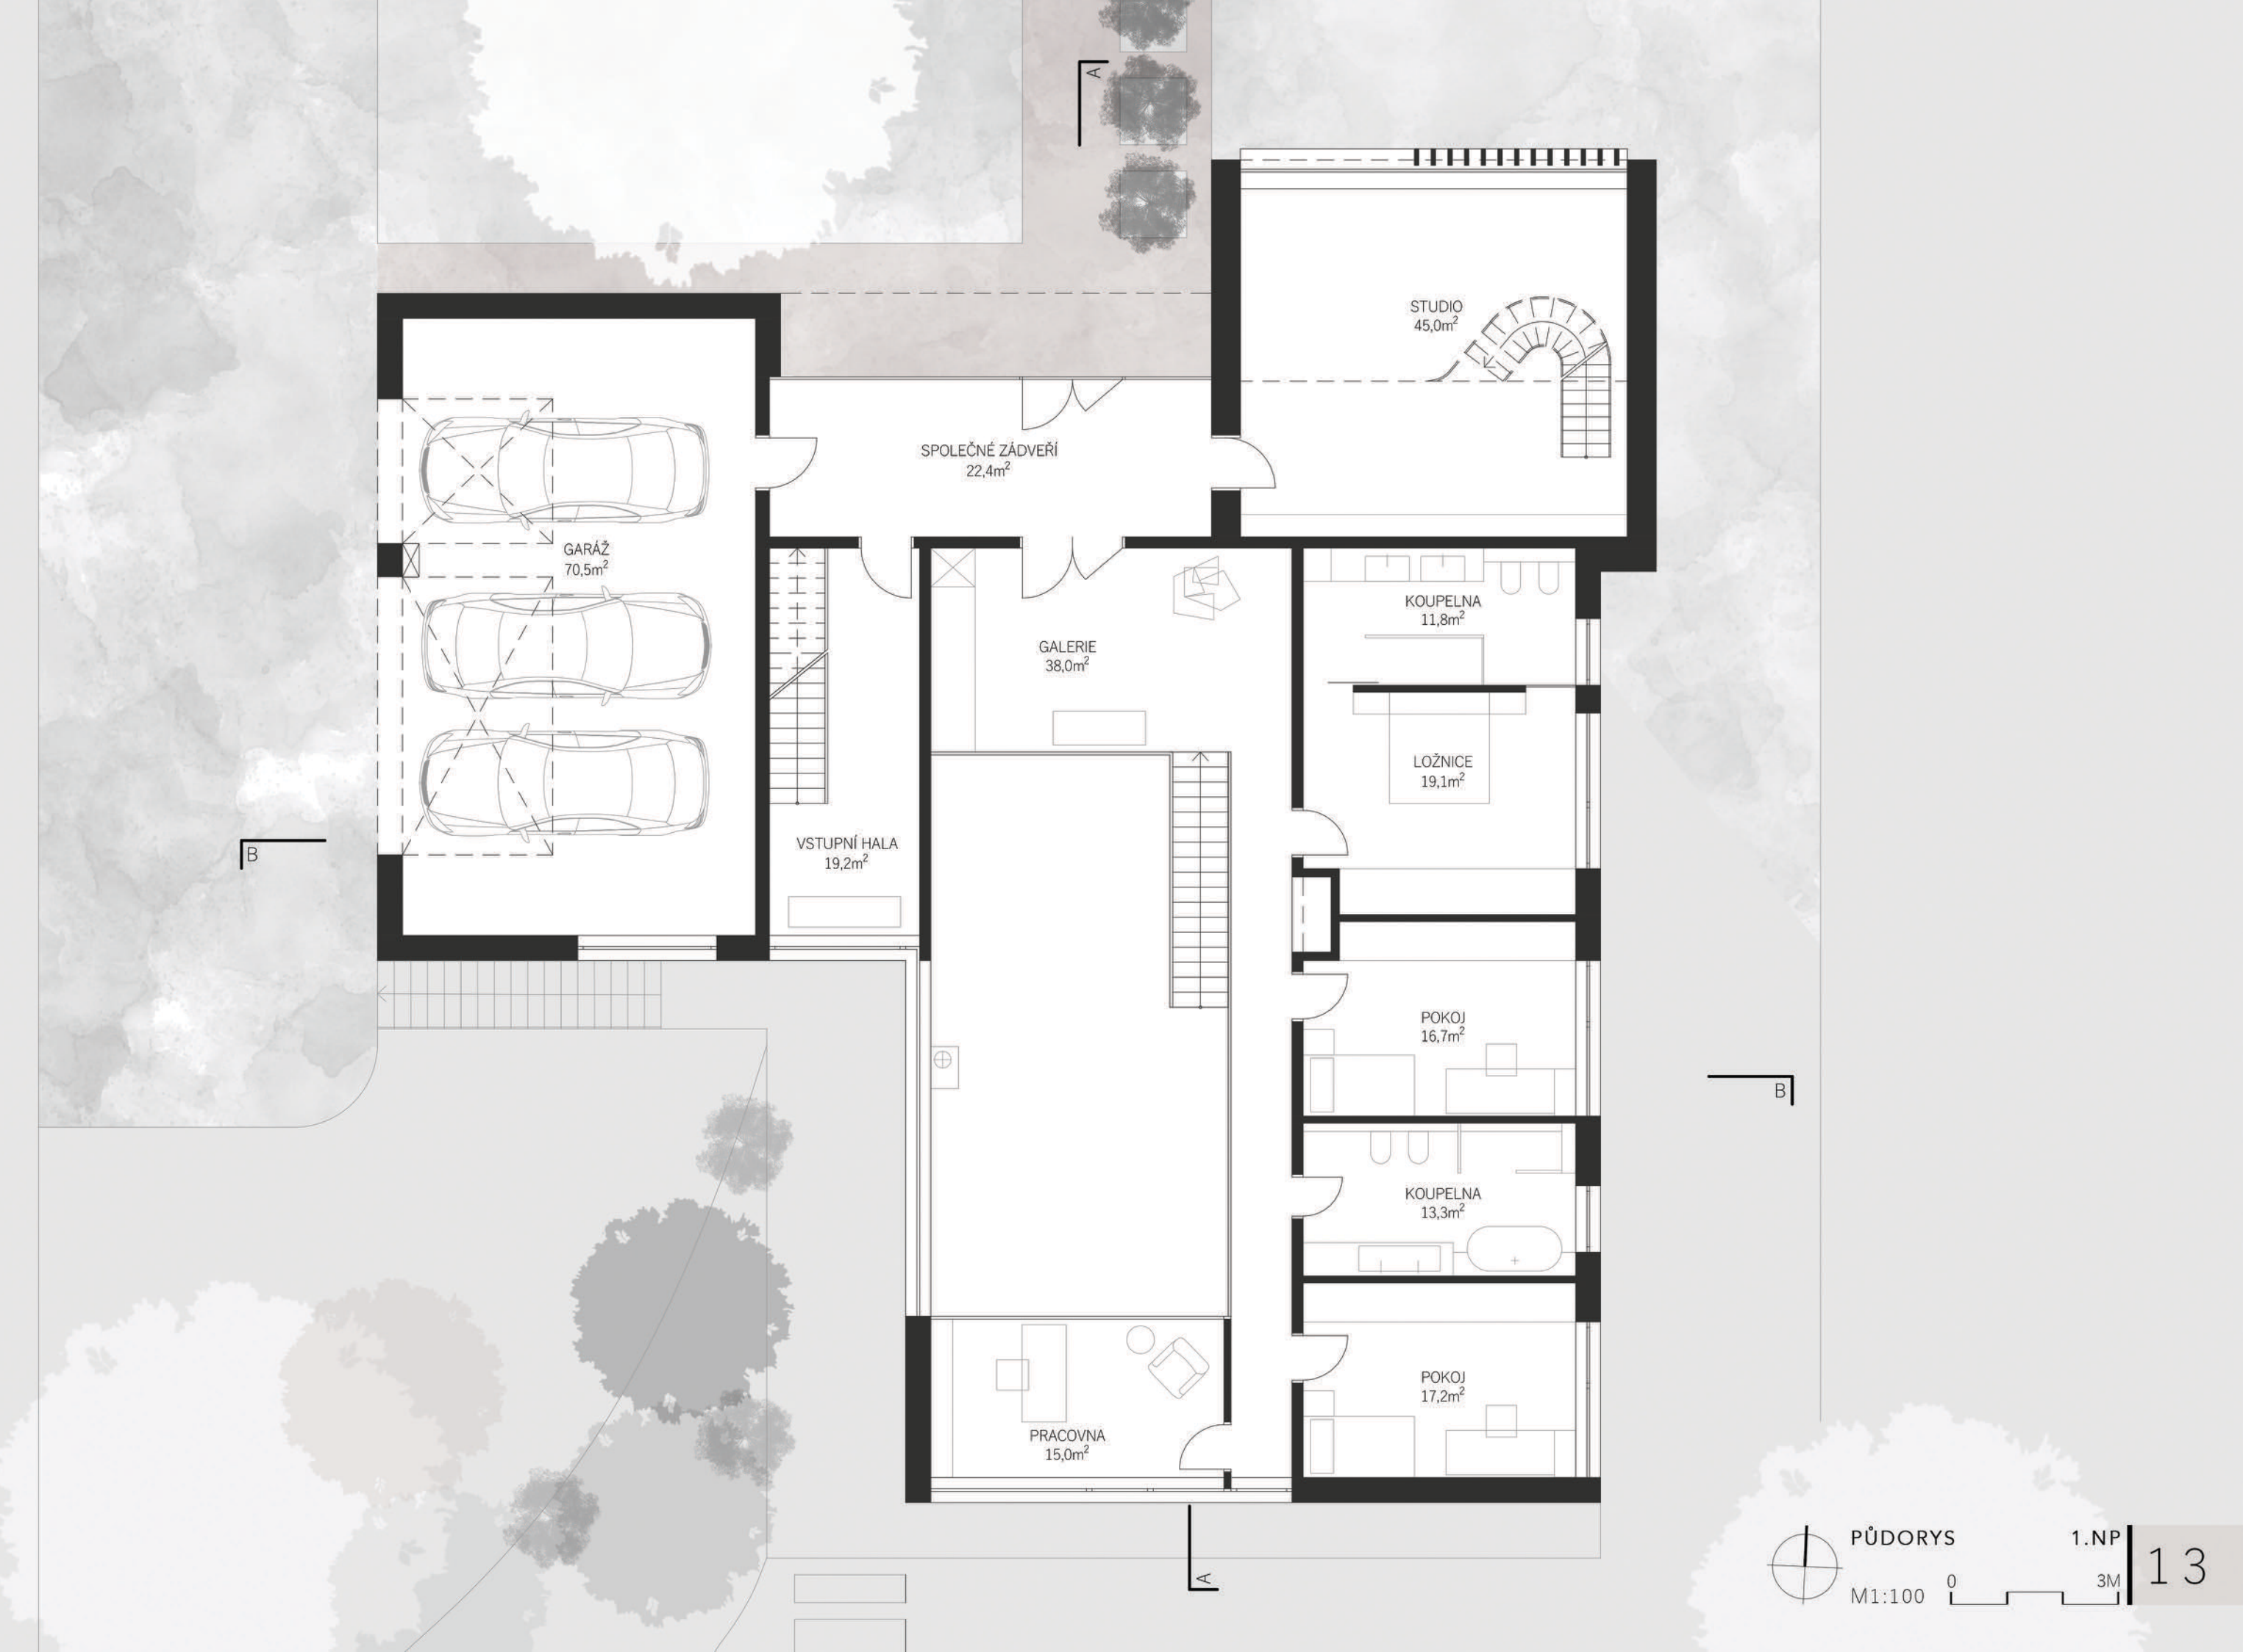 A
STUDIO
45,0m²
SPOLEČNÉ ZÁDVEŘÍ
22,4m²
GARÁŽ
70,5m²
KOUPELNA
11,8m²
GALERIE
38,0m²
LOŽNICE
19,1m²
VSTUPNÍ HALA
19,2m²
B
POKOJ
16,7m²
B
KOUPELNA
13,3m²
POKOJ
17,2m²
PRACOVNA
15,0m²
A
PŮDORYS 1.NP
M1:100 0 3M
13